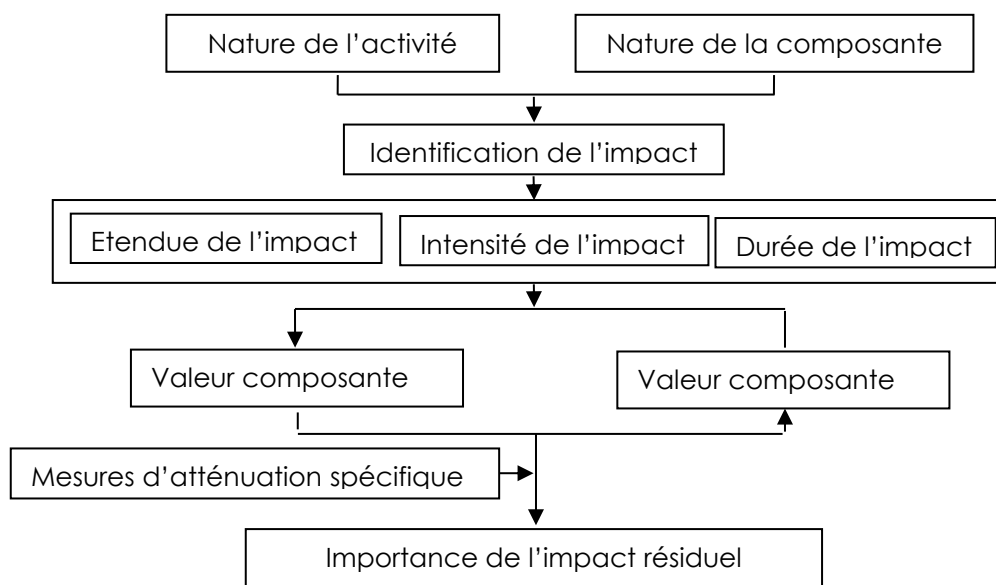 Nature de l’activité
Nature de la composante
Identification de l’impact
Etendue de l’impact
Intensité de l’impact
Durée de l’impact
Valeur composante
Valeur composante
Mesures d’atténuation spécifique
Importance de l’impact résiduel